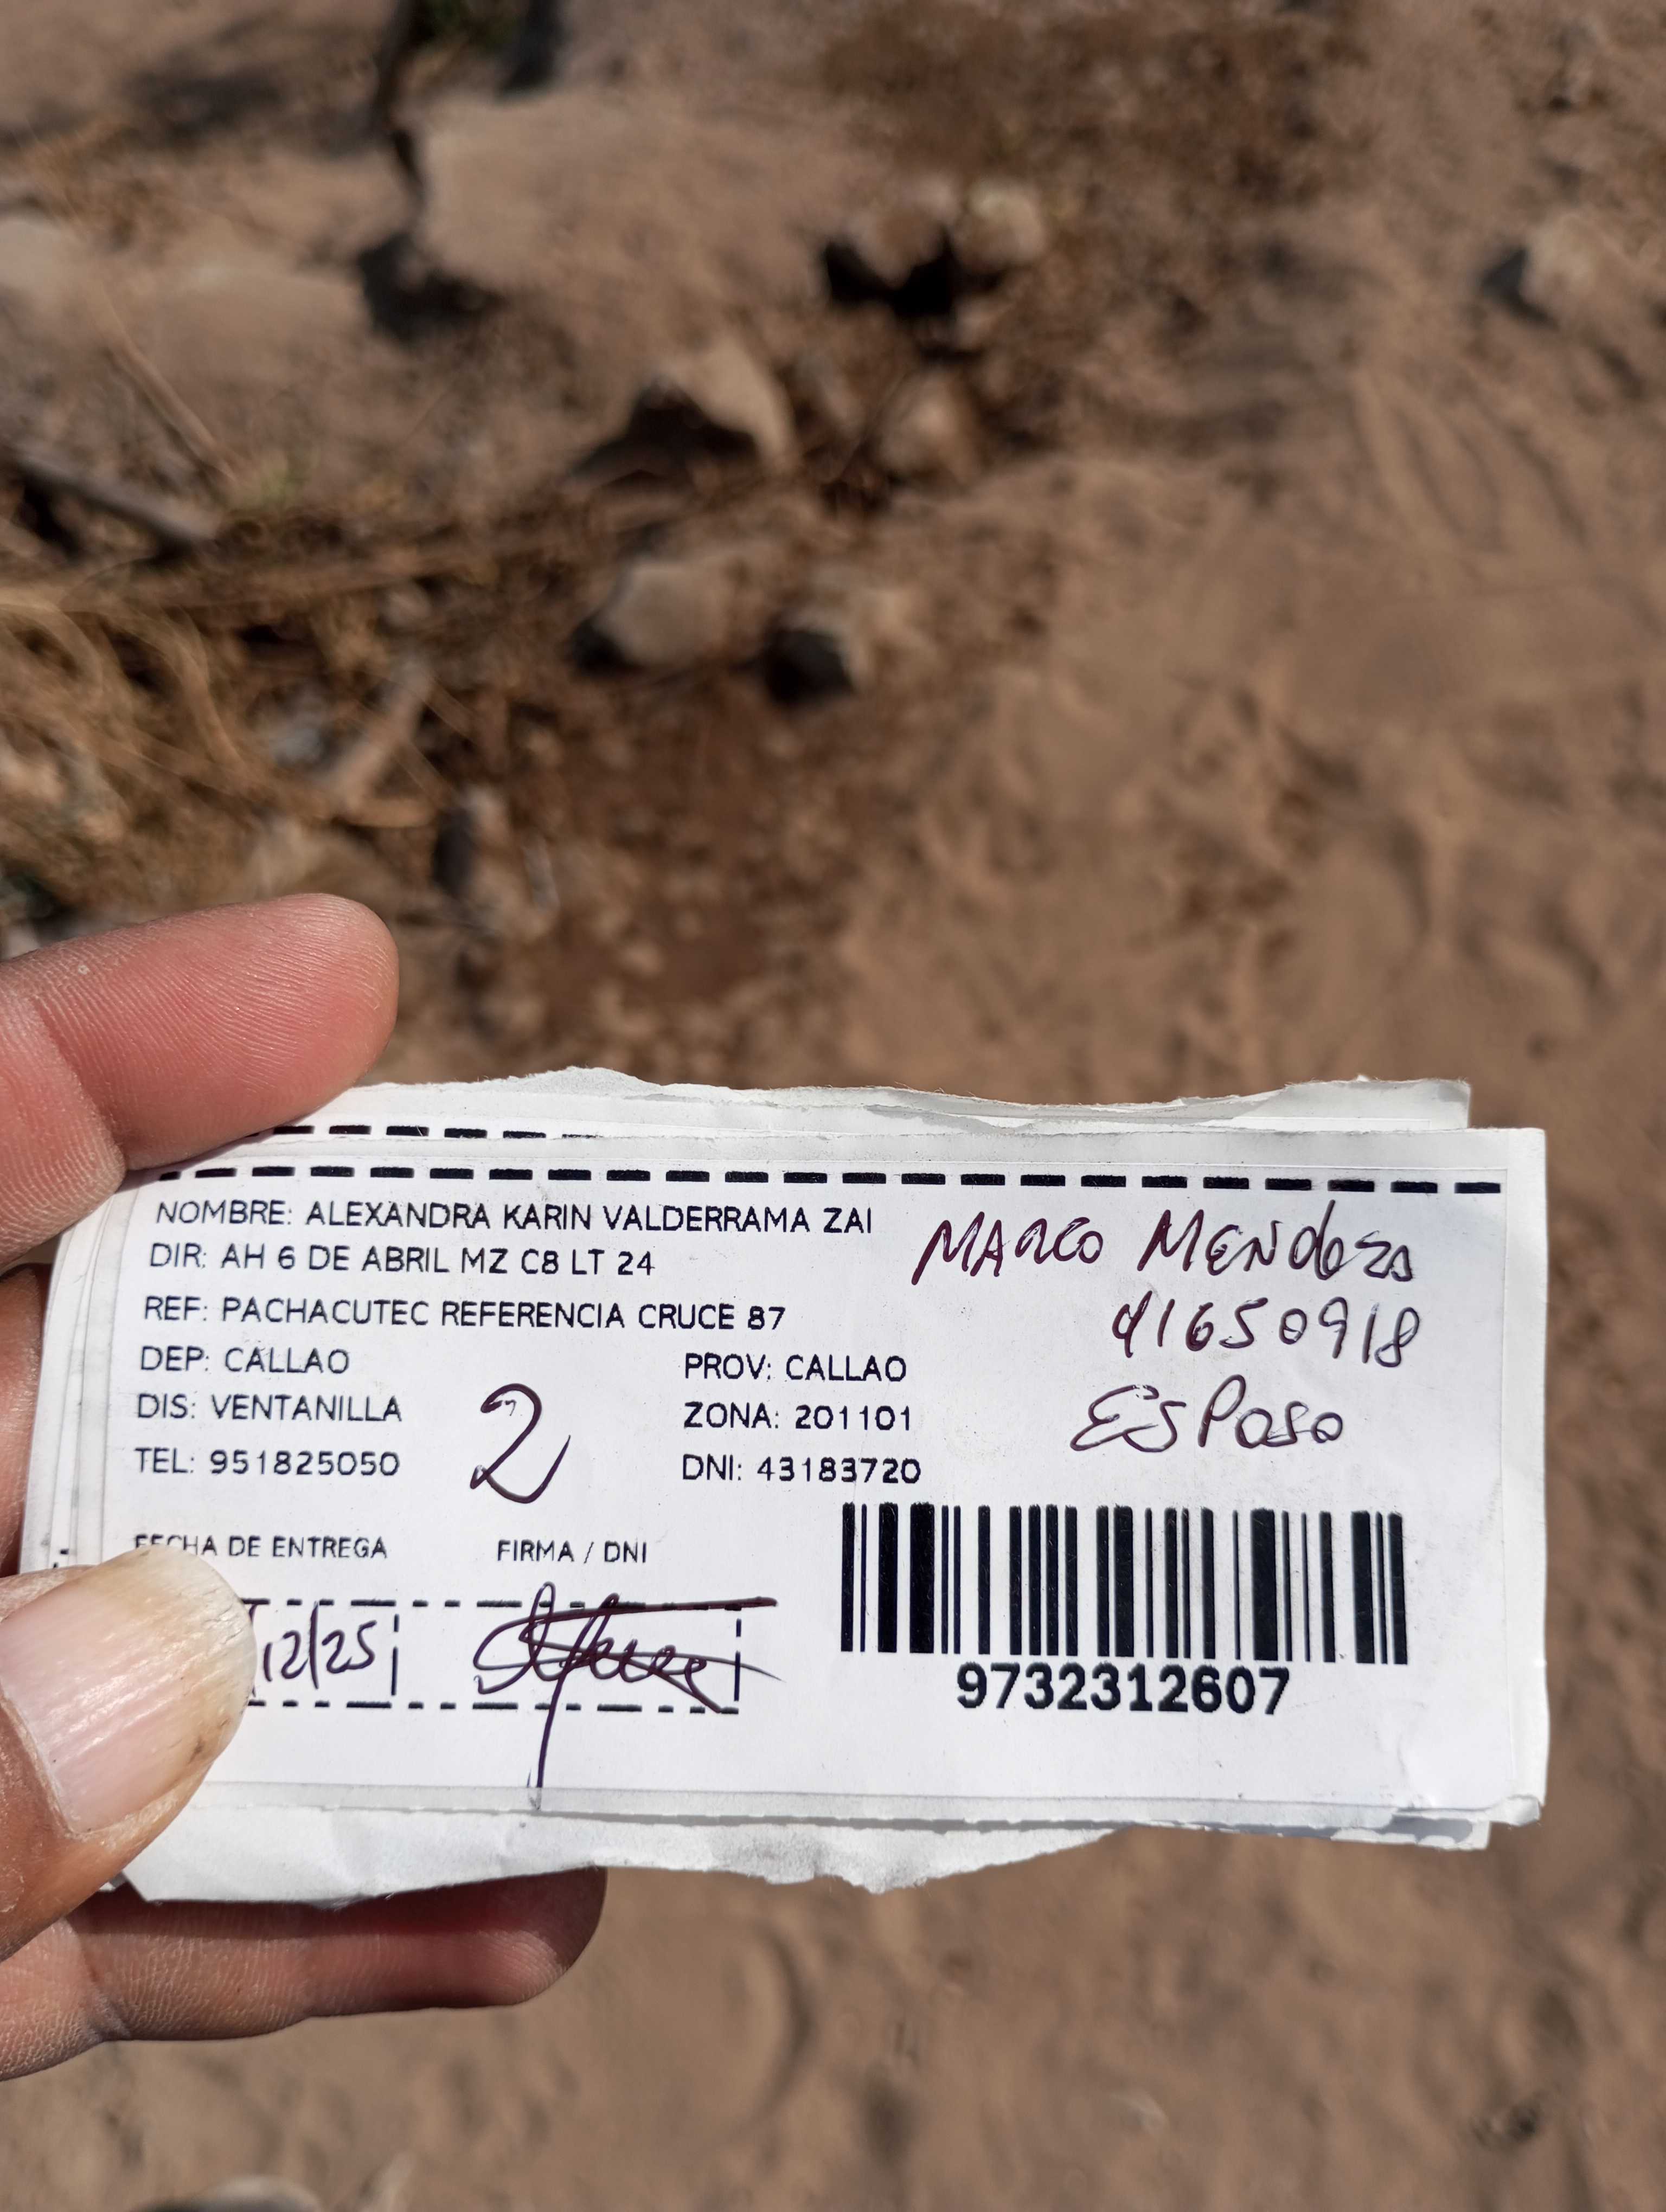 NOMBRE: ALEXANDRA KARIN VALDERRAMA ZAI
MARCO MENDOZA
DIR: AH 6 DE ABRIL MZ C8 LT 24
REF: PACHACUTEC REFERENCIA CRUCE 87
41650918
DEP: CALLAO PROV: CALLAO
DIS: VENTANILLA ZONA: 201101
ESPOSO
TEL: 951825050 DNI: 43183720
2
FECHA DE ENTREGA FIRMA / DNI
12/25
9732312607